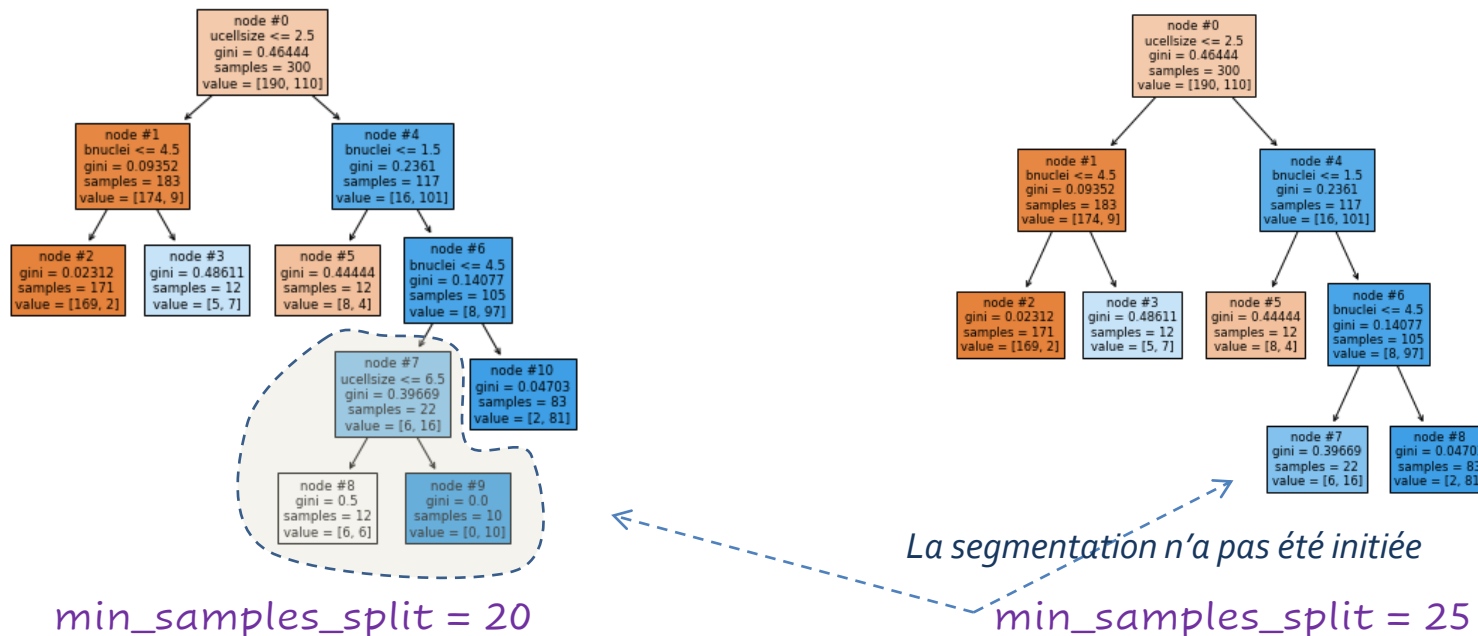 node #0
ucellsize <= 2.5
gini = 0.46444
samples = 300
value = [190, 110]
node #1
bnuclei <= 4.5
gini = 0.09352
samples = 183
value = [174, 9]
node #4
bnuclei <= 1.5
gini = 0.2361
samples = 117
value = [16, 101]
node #2
gini = 0.02312
samples = 171
value = [169, 2]
node #3
gini = 0.48611
samples = 12
value = [5, 7]
node #5
gini = 0.44444
samples = 12
value = [8, 4]
node #6
bnuclei <= 4.5
gini = 0.14077
samples = 105
value = [8, 97]
node #7
ucellsize <= 6.5
gini = 0.39669
samples = 22
value = [6, 16]
node #10
gini = 0.04703
samples = 83
value = [2, 81]
node #8
gini = 0.5
samples = 12
value = [6, 6]
node #9
gini = 0.0
samples = 10
value = [0, 10]
min_samples_split = 20
node #0
ucellsize <= 2.5
gini = 0.46444
samples = 300
value = [190, 110]
node #1
bnuclei <= 4.5
gini = 0.09352
samples = 183
value = [174, 9]
node #4
bnuclei <= 1.5
gini = 0.2361
samples = 117
value = [16, 101]
node #2
gini = 0.02312
samples = 171
value = [169, 2]
node #3
gini = 0.48611
samples = 12
value = [5, 7]
node #5
gini = 0.44444
samples = 12
value = [8, 4]
node #6
bnuclei <= 4.5
gini = 0.14077
samples = 105
value = [8, 97]
node #7
gini = 0.39669
samples = 22
value = [6, 16]
node #8
gini = 0.0470
samples = 83
value = [2, 81
La segmentation n'a pas été initiée
min_samples_split = 25